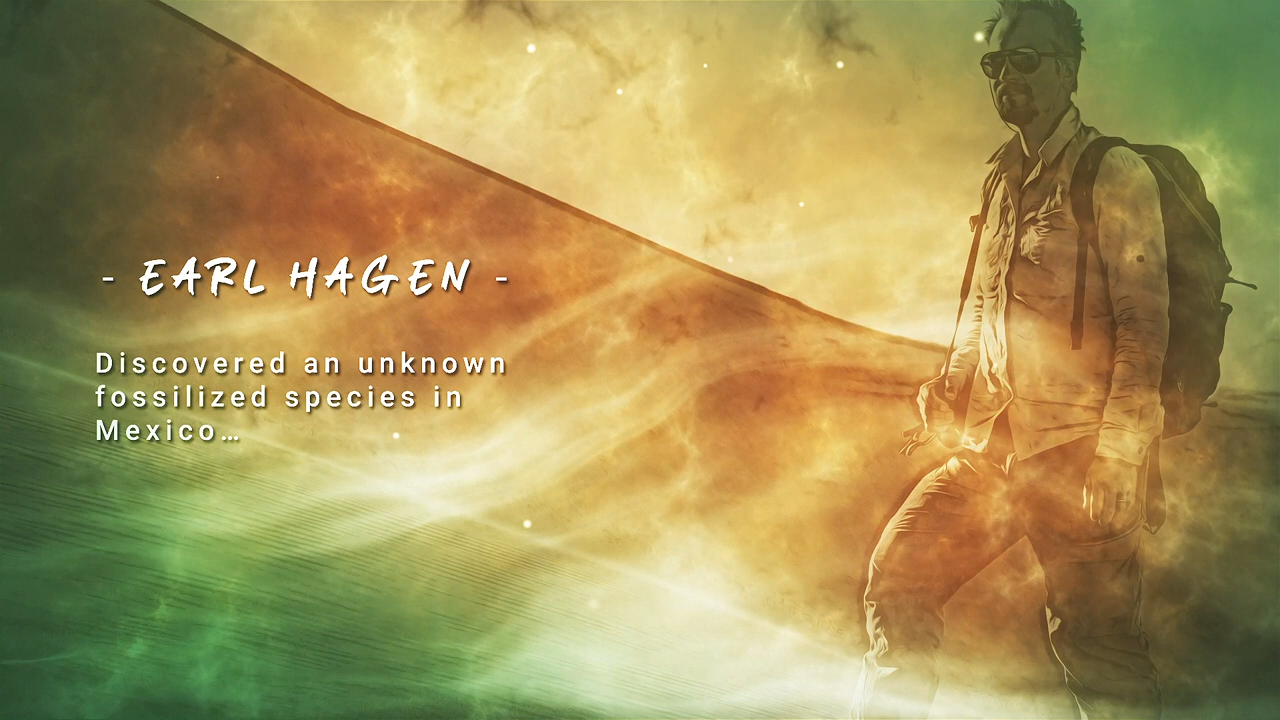 - EARL HAGEN -
Discovered an unknown
fossilized species in
Mexico…